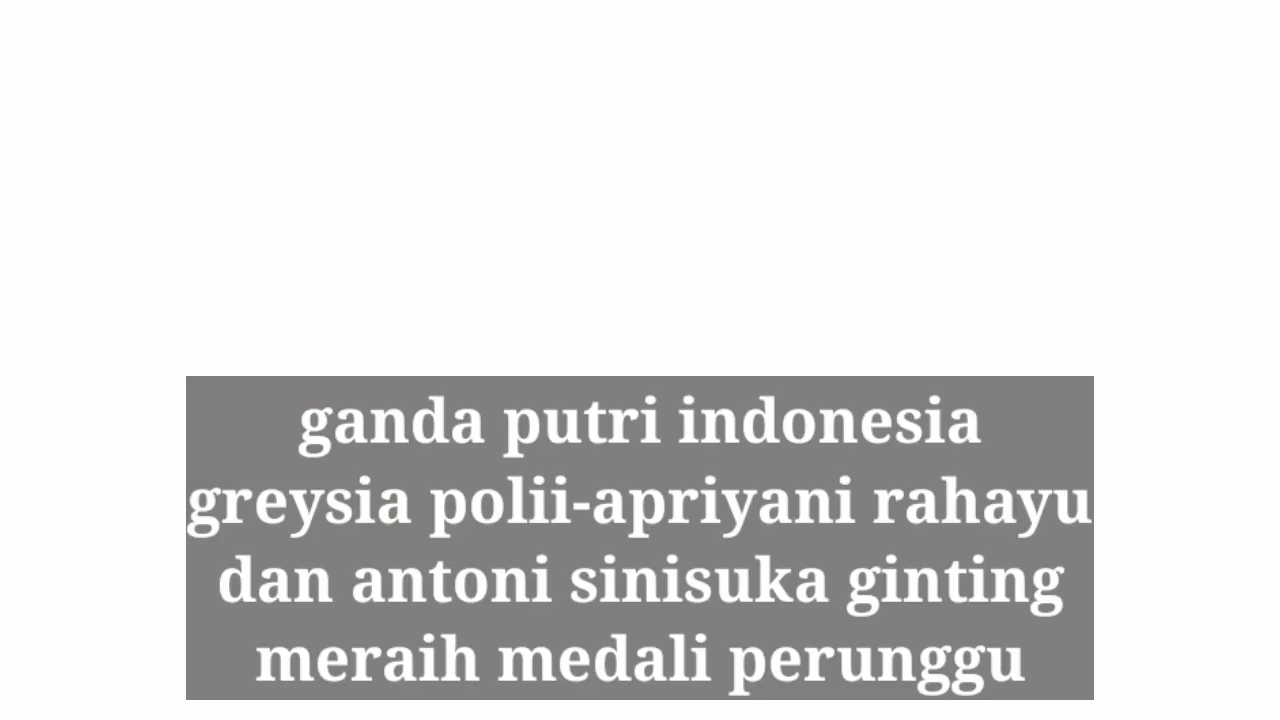 ganda putri indonesia
greysia polii-apriyani rahayu
dan antoni sinisuka ginting
meraih medali perunggu